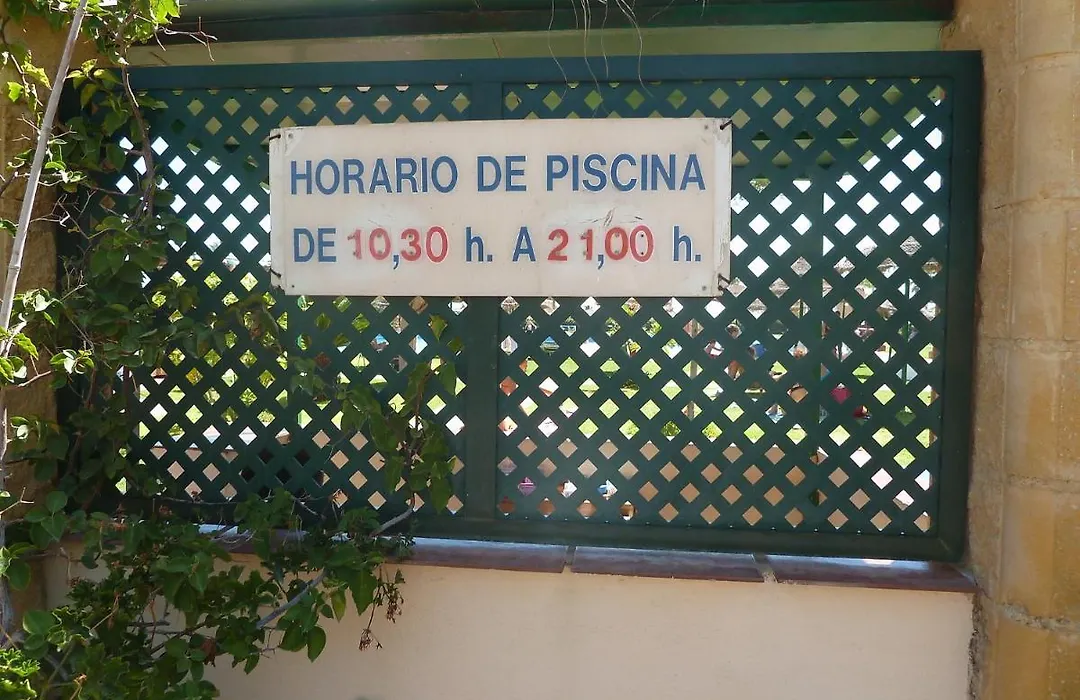 HORARIO DE PISCINA
DE 10,30 h. A 21,00 h.